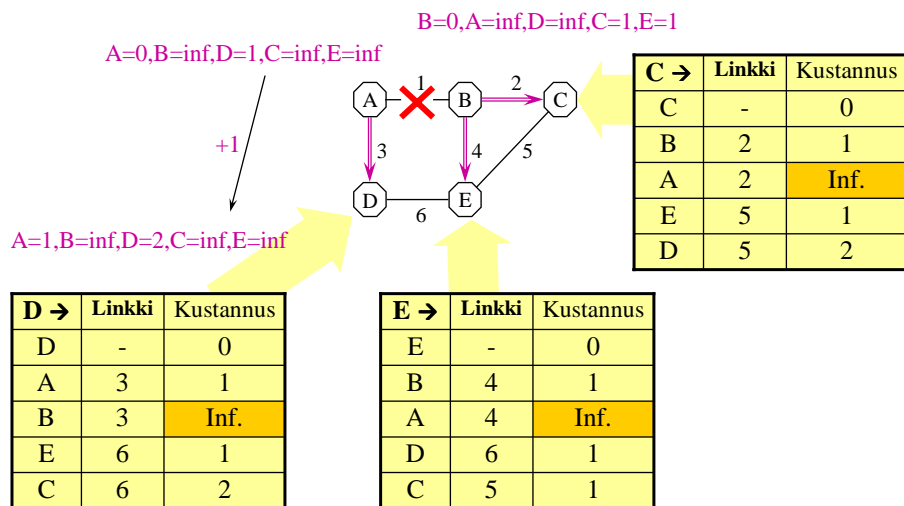 B=0,A=inf,D=inf,C=1,E=1
A=0,B=inf,D=1,C=inf,E=inf
+1
A=1,B=inf,D=2,C=inf,E=inf
1
2
A
B
C
3
4
5
D
E
6
C → Linkki Kustannus
C - 0
B 2 1
A 2 Inf.
E 5 1
D 5 2
D → Linkki Kustannus
D - 0
A 3 1
B 3 Inf.
E 6 1
C 6 2
E → Linkki Kustannus
E - 0
B 4 1
A 4 Inf.
D 6 1
C 5 1